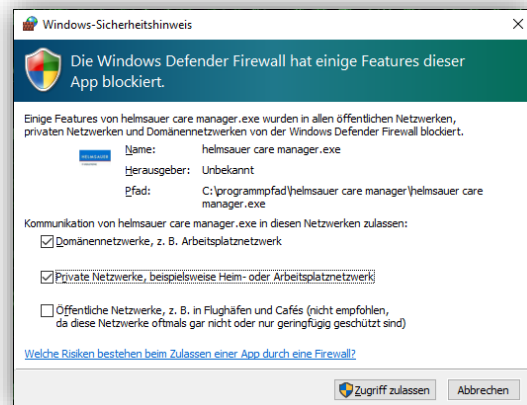 Windows-Sicherheitshinweis
Die Windows Defender Firewall hat einige Features dieser
App blockiert.
Einige Features von helmsauer care manager.exe wurden in allen öffentlichen Netzwerken,
privaten Netzwerken und Domänennetzwerken von der Windows Defender Firewall blockiert.
HELMSAUER
Name: helmsauer care manager.exe
Herausgeber: Unbekannt
Pfad: C:\programmpfad\helmsauer care manager\helmsauer care
manager.exe
Kommunikation von helmsauer care manager.exe in diesen Netzwerken zulassen:
Domänennetzwerke, z. B. Arbeitsplatznetzwerk
Private Netzwerke, beispielsweise Heim- oder Arbeitsplatznetzwerk
Öffentliche Netzwerke, z. B. in Flughäfen und Cafés (nicht empfohlen,
da diese Netzwerke oftmals gar nicht oder nur geringfügig geschützt sind)
Welche Risiken bestehen beim Zulassen einer App durch eine Firewall?
Zugriff zulassen Abbrechen